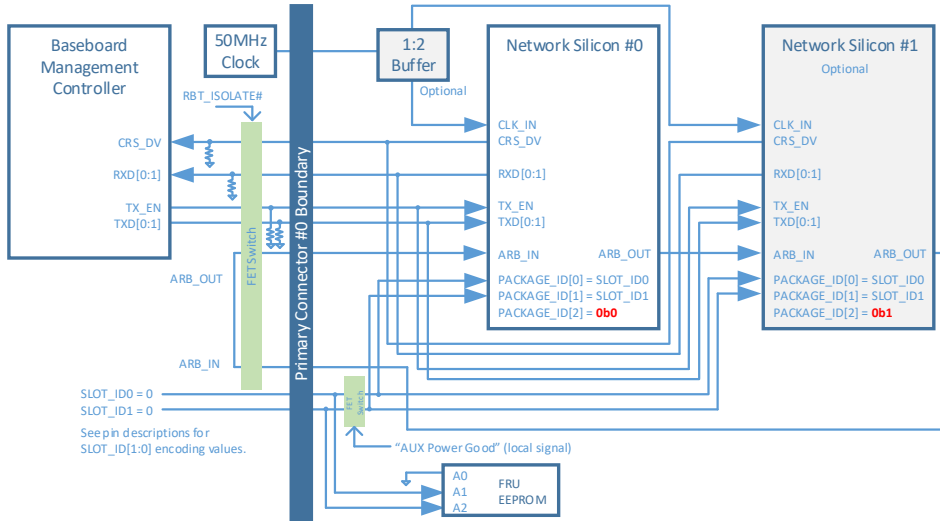 Baseboard
Management
Controller
50MHz
Clock
1:2
Buffer
Optional
Network Silicon #0
Network Silicon #1
Optional
RBT_ISOLATE#
CRS_DV
RXD[0:1]
TX_EN
TXD[0:1]
FET Switch
ARB_OUT
ARB_IN
Primary Connector #0 Boundary
CLK_IN
CRS_DV
RXD[0:1]
TX_EN
TXD[0:1]
ARB_IN
ARB_OUT
PACKAGE_ID[0] = SLOT_ID0
PACKAGE_ID[1] = SLOT_ID1
PACKAGE_ID[2] = 0b0
CLK_IN
CRS_DV
RXD[0:1]
TX_EN
TXD[0:1]
ARB_IN
ARB_OUT
PACKAGE_ID[0] = SLOT_ID0
PACKAGE_ID[1] = SLOT_ID1
PACKAGE_ID[2] = 0b1
SLOT_ID0 = 0
SLOT_ID1 = 0
See pin descriptions for
SLOT_ID[1:0] encoding values.
FET
Switch
“AUX Power Good” (local signal)
A0
A1
A2
FRU
EEPROM